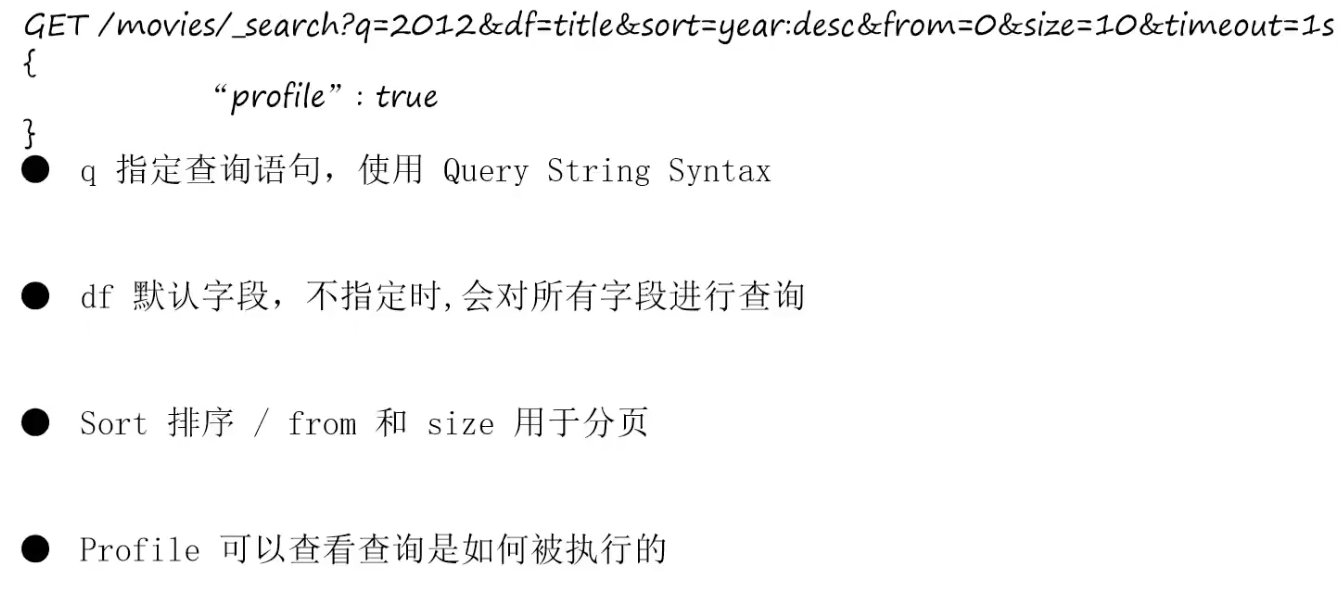 GET /movies/_search?q=2012&df=title&sort=year:desc&from=0&size=10&timeout=1s
{
“profile”: true
}
● q 指定查询语句，使用 Query String Syntax
● df 默认字段，不指定时,会对所有字段进行查询
● Sort 排序 / from 和 size 用于分页
● Profile 可以查看查询是如何被执行的